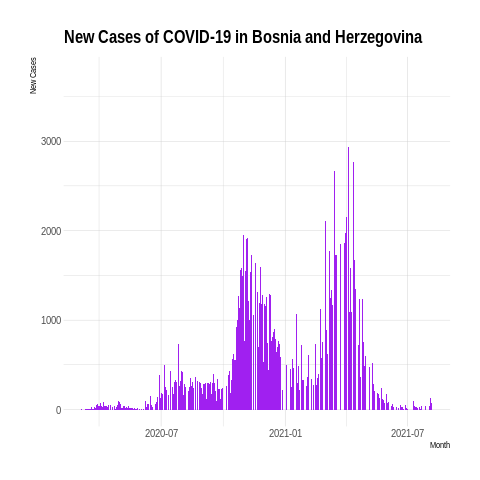 New Cases of COVID-19 in Bosnia and Herzegovina
New Cases
3000
2000
1000
0
2020-07
2021-01
2021-07
Month